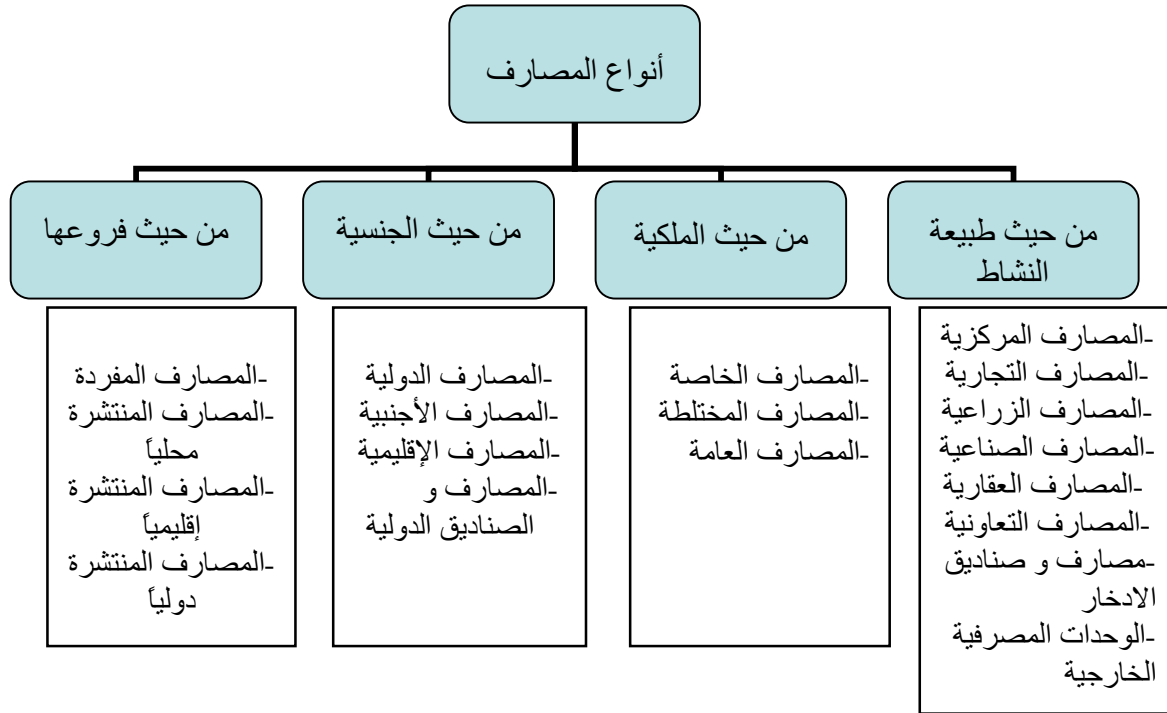 أنواع المصارف
من حيث طبيعة
النشاط
-المصارف المركزية
-المصارف التجارية
-المصارف الزراعية
-المصارف الصناعية
-المصارف العقارية
-المصارف التعاونية
-مصارف و صناديق
الادخار
-الوحدات المصرفية
الخارجية
من حيث الملكية
-المصارف الخاصة
-المصارف المختلطة
-المصارف العامة
من حيث الجنسية
-المصارف الدولية
-المصارف الأجنبية
-المصارف الإقليمية
-المصارف و
الصناديق الدولية
من حيث فروعها
-المصارف المفردة
-المصارف المنتشرة
محلياً
-المصارف المنتشرة
إقليمياً
-المصارف المنتشرة
دولياً